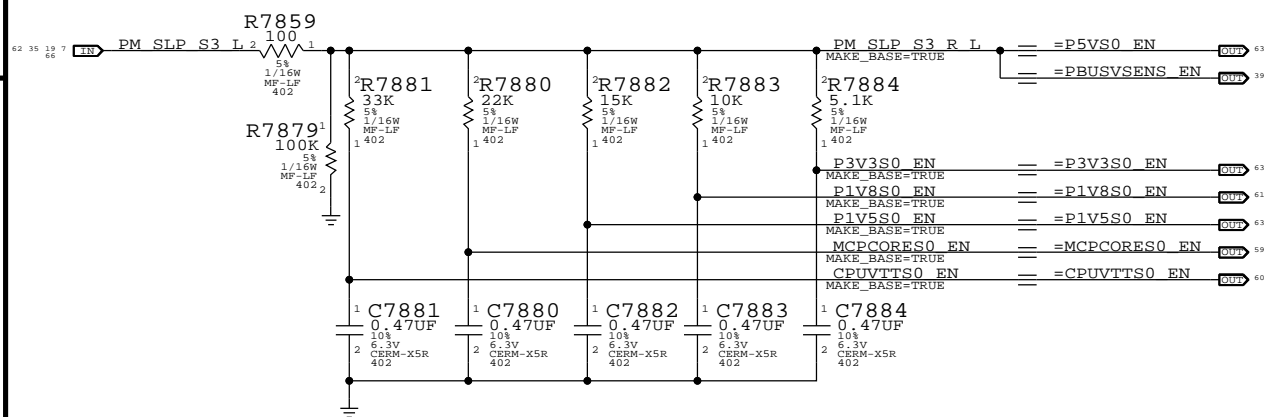 R7859
100
5%
1/16W
MF-LF
402
62 35 19 7
66
IN
PM_SLP_S3_L
2
1
R7879
100K
5%
1/16W
MF-LF
402
1
2
2
R7881
33K
5%
1/16W
MF-LF
402
1
2
R7880
22K
5%
1/16W
MF-LF
402
1
2
R7882
15K
5%
1/16W
MF-LF
402
1
2
R7883
10K
5%
1/16W
MF-LF
402
1
2
R7884
5.1K
5%
1/16W
MF-LF
402
1
PM_SLP_S3_R_L
MAKE_BASE=TRUE
=P5VS0_EN
OUT
63
=PBUSVSENS_EN
OUT
39
P3V3S0_EN
MAKE_BASE=TRUE
=P3V3S0_EN
OUT
63
P1V8S0_EN
MAKE_BASE=TRUE
=P1V8S0_EN
OUT
61
P1V5S0_EN
MAKE_BASE=TRUE
=P1V5S0_EN
OUT
63
MCPCORES0_EN
MAKE_BASE=TRUE
=MCPCORES0_EN
OUT
59
CPUVTTS0_EN
MAKE_BASE=TRUE
=CPUVTTS0_EN
OUT
60
1
C7881
0.47UF
10%
6.3V
CERM-X5R
402
2
1
C7880
0.47UF
10%
6.3V
CERM-X5R
402
2
1
C7882
0.47UF
10%
6.3V
CERM-X5R
402
2
1
C7883
0.47UF
10%
6.3V
CERM-X5R
402
2
1
C7884
0.47UF
10%
6.3V
CERM-X5R
402
2